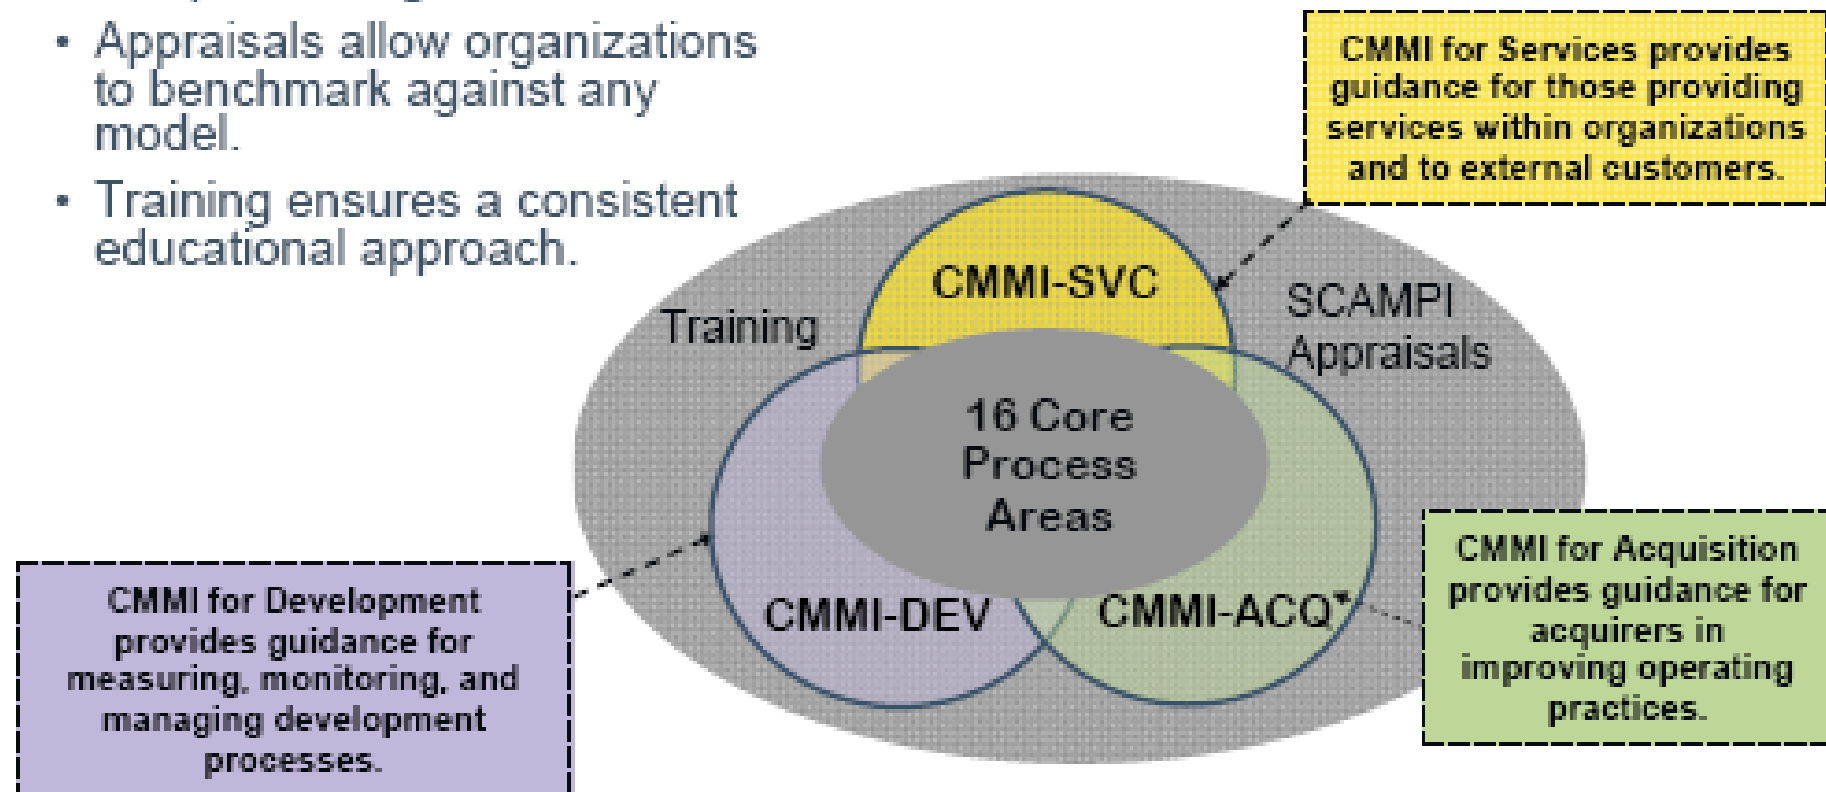 • Appraisals allow organizations
to benchmark against any
model.
• Training ensures a consistent
educational approach.
CMMI for Services provides
guidance for those providing
services within organizations
and to external customers.
CMMI-SVC
Training
SCAMPI
Appraisals
16 Core
Process
Areas
CMMI-DEV
CMMI-ACQ
CMMI for Development
provides guidance for
measuring, monitoring, and
managing development
processes.
CMMI for Acquisition
provides guidance for
acquirers in
improving operating
practices.